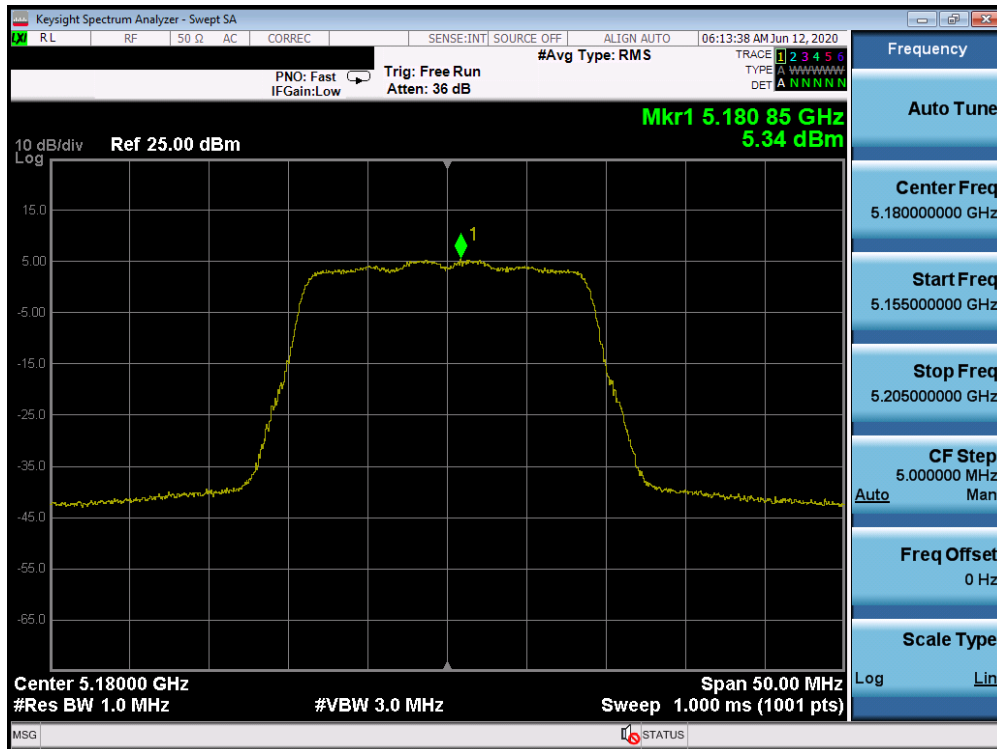 Keysight Spectrum Analyzer - Swept SA
LXI RL RF 50 Ω AC CORREC SENSE:INT SOURCE OFF ALIGN AUTO 06:13:38 AM Jun 12, 2020
PNO: Fast
IFGain:Low
Trig: Free Run
Atten: 36 dB
#Avg Type: RMS
TRACE 1 2 3 4 5 6
TYPE A WWWWW
DET A N N N N N
Mkr1 5.180 85 GHz
5.34 dBm
10 dB/div Ref 25.00 dBm
Log
15.0
5.00
-5.00
-15.0
-25.0
-35.0
-45.0
-55.0
-65.0
1
Center 5.18000 GHz Span 50.00 MHz
#Res BW 1.0 MHz #VBW 3.0 MHz Sweep 1.000 ms (1001 pts)
MSG STATUS
Frequency
Auto Tune
Center Freq
5.180000000 GHz
Start Freq
5.155000000 GHz
Stop Freq
5.205000000 GHz
CF Step
5.000000 MHz
Auto Man
Freq Offset
0 Hz
Scale Type
Log Lin